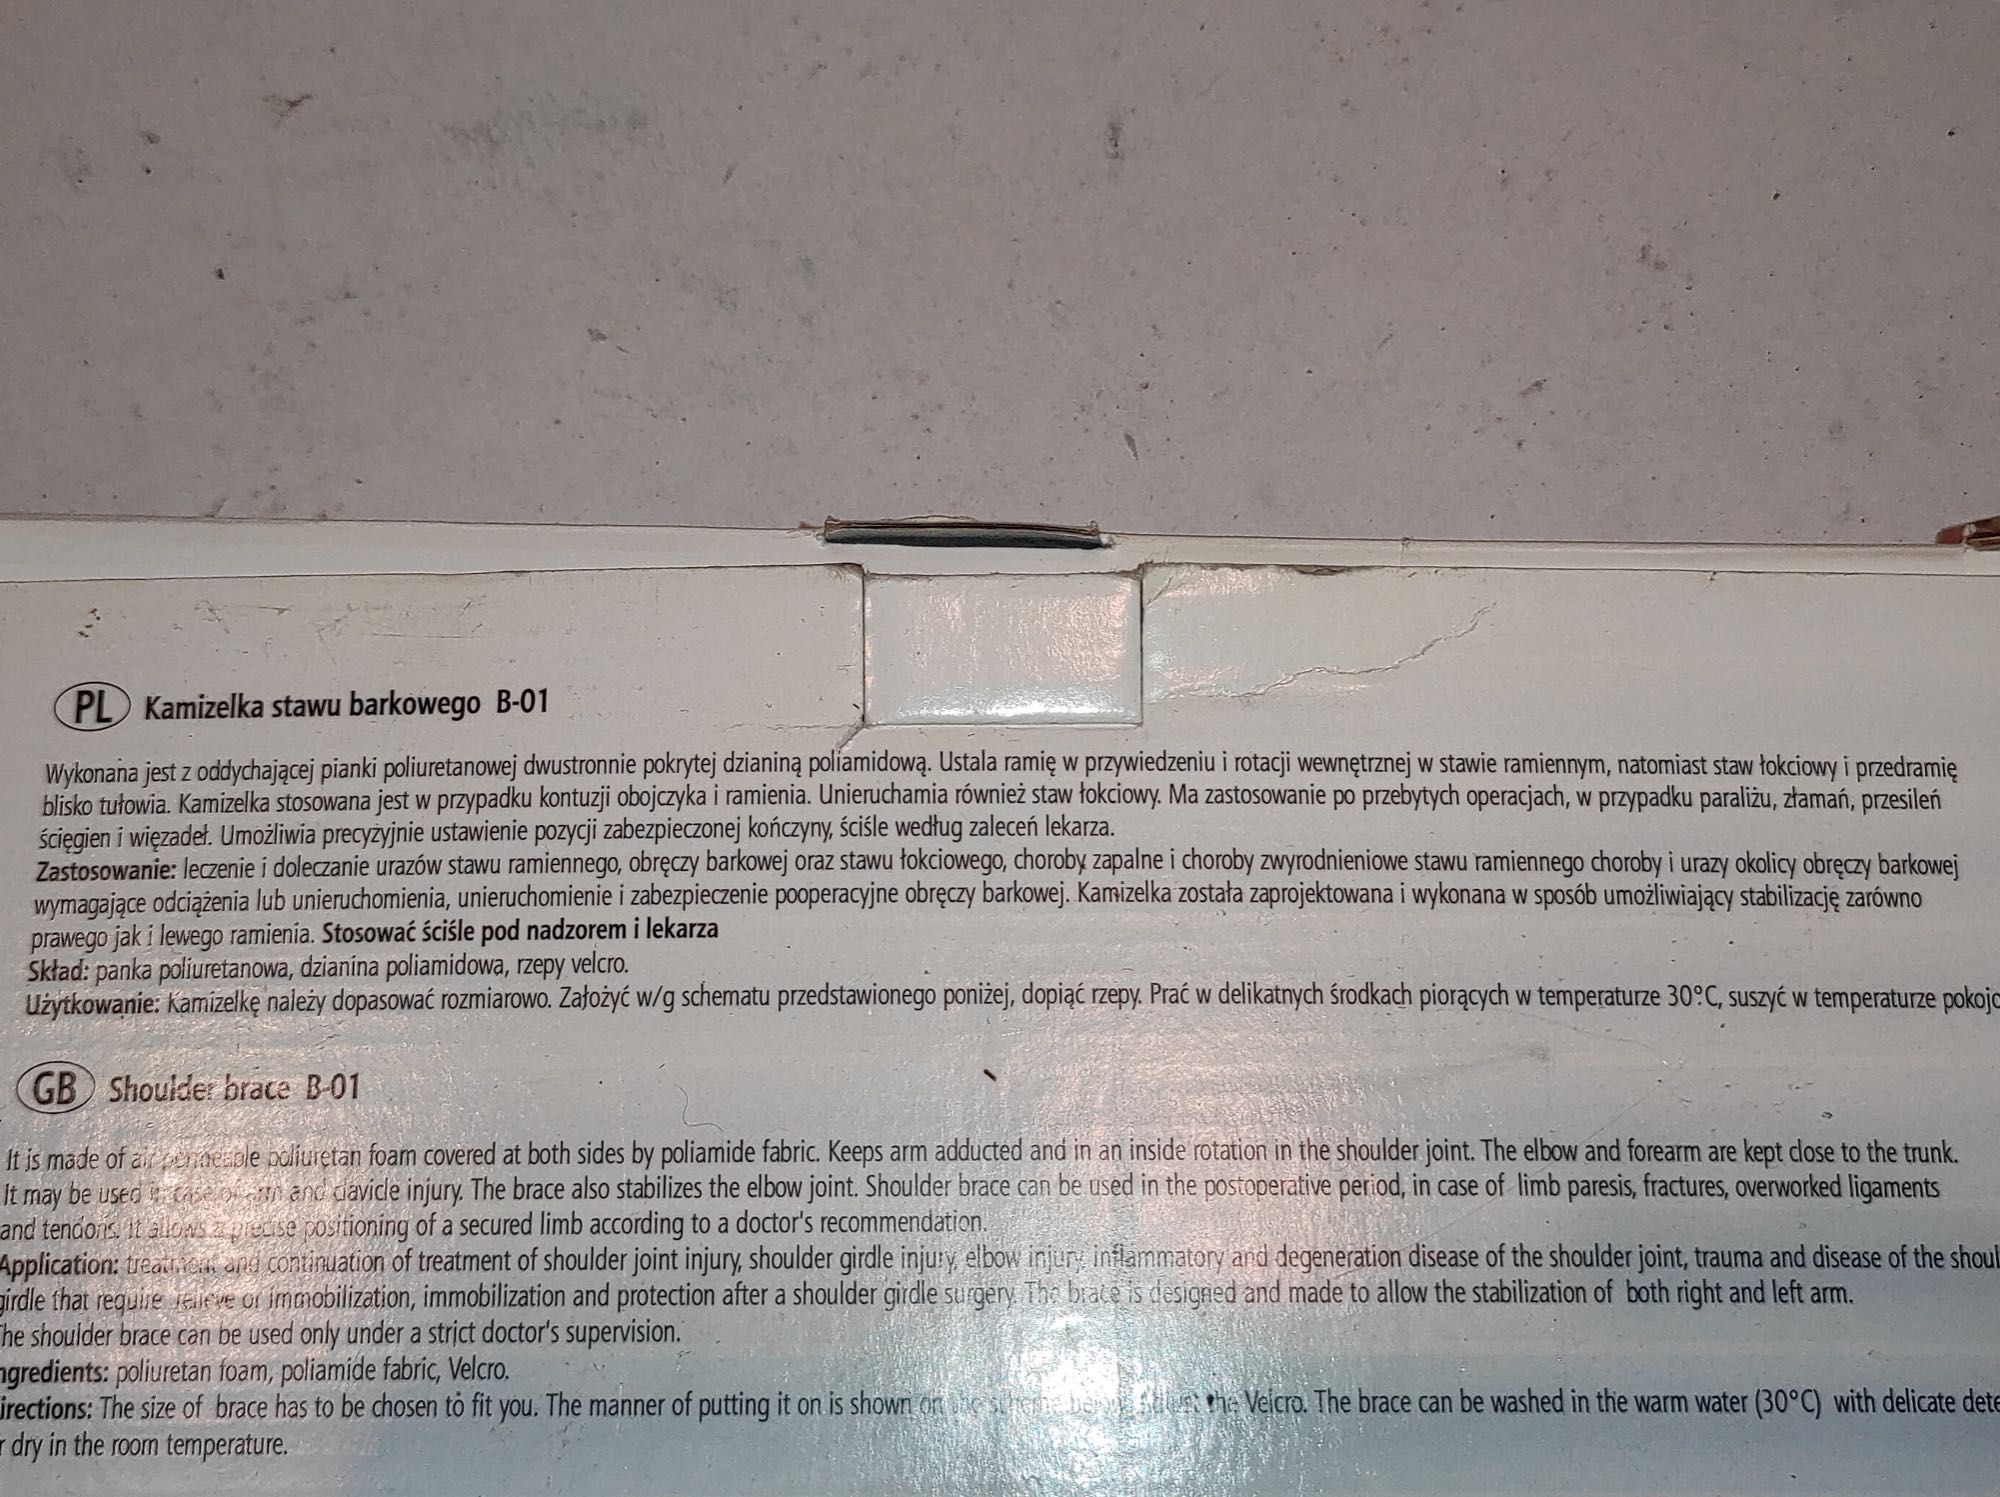 PL Kamizelka stawu barkowego B-01
Wykonana jest z oddychającej pianki poliuretanowej dwustronnie pokrytej dzianiną poliamidową. Ustala ramię w przywiedzeniu i rotacji wewnętrznej w stawie ramiennym, natomiast staw łokciowy i przedramię
blisko tułowia. Kamizelka stosowana jest w przypadku kontuzji obojczyka i ramienia. Unieruchamia również staw łokciowy. Ma zastosowanie po przebytych operacjach, w przypadku paraliżu, złamań, przesileń
ścięgien i więzadeł. Umożliwia precyzyjnie ustawienie pozycji zabezpieczonej kończyny, ściśle według zaleceń lekarza.
Zastosowanie: leczenie i doleczanie urazów stawu ramiennego, obręczy barkowej oraz stawu łokciowego, choroby zapalne i choroby zwyrodnieniowe stawu ramiennego choroby i urazy okolicy obręczy barkowej
wymagające odciążenia lub unieruchomienia, unieruchomienie i zabezpieczenie pooperacyjne obręczy barkowej. Kamizelka została zaprojektowana i wykonana w sposób umożliwiający stabilizację zarówno
prawego jak i lewego ramienia. Stosować ściśle pod nadzorem i lekarza
Skład: panka poliuretanowa, dzianina poliamidowa, rzepy velcro.
Użytkowanie: Kamizelkę należy dopasować rozmiarowo. Założyć w/g schematu przedstawionego poniżej, dopiąć rzepy. Prać w delikatnych środkach piorących w temperaturze 30°C, suszyć w temperaturze pokojo
GB Shoulder brace B-01
It is made of air permeable poliuretan foam covered at both sides by poliamide fabric. Keeps arm adducted and in an inside rotation in the shoulder joint. The elbow and forearm are kept close to the trunk.
It may be used in case of arm and clavicle injury. The brace also stabilizes the elbow joint. Shoulder brace can be used in the postoperative period, in case of limb paresis, fractures, overworked ligaments
and tendons. It allows a precise positioning of a secured limb according to a doctor's recommendation.
Application: treatment and continuation of treatment of shoulder joint injury, shoulder girdle injury, elbow injury, inflammatory and degeneration disease of the shoulder joint, trauma and disease of the shoul
girdle that require relieve or immobilization, immobilization and protection after a shoulder girdle surgery. The brace is designed and made to allow the stabilization of both right and left arm.
he shoulder brace can be used only under a strict doctor's supervision.
ngredients: poliuretan foam, poliamide fabric, Velcro.
irections: The size of brace has to be chosen to fit you. The manner of putting it on is shown on the scheme below. Adjust the Velcro. The brace can be washed in the warm water (30°C) with delicate dete
r dry in the room temperature.